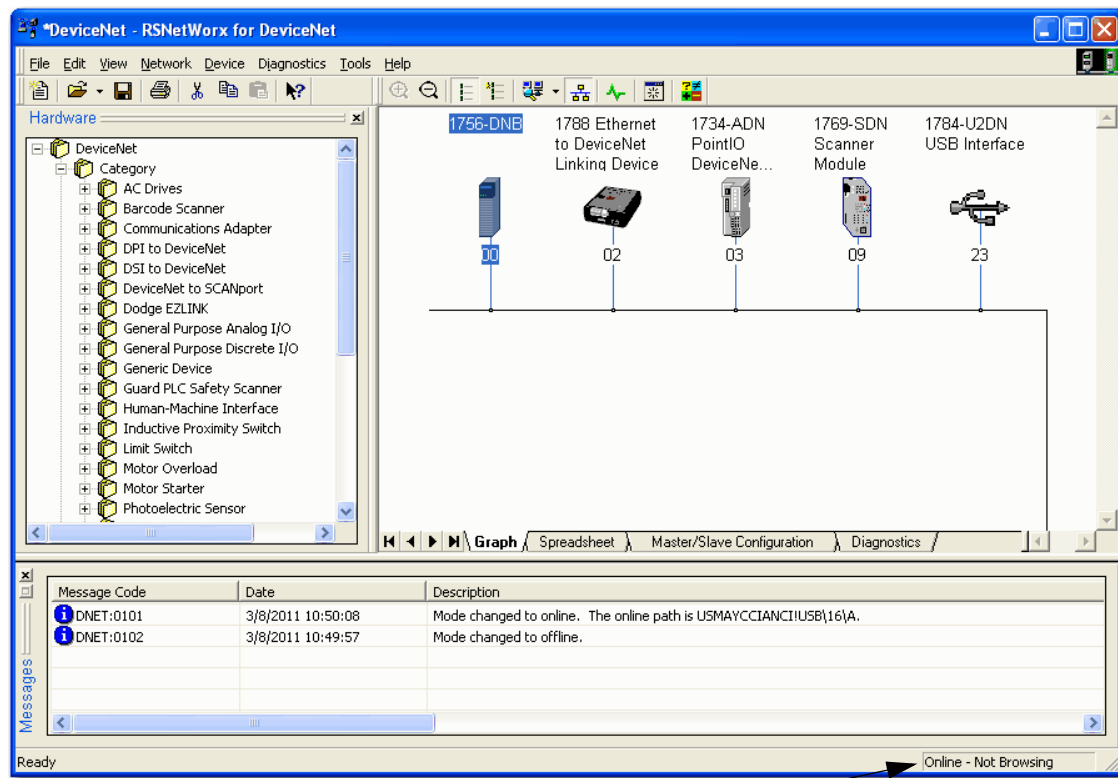 *DeviceNet - RSNetWorx for DeviceNet
File Edit View Network Device Diagnostics Tools Help
Hardware
DeviceNet
Category
AC Drives
Barcode Scanner
Communications Adapter
DPI to DeviceNet
DSI to DeviceNet
DeviceNet to SCANport
Dodge EZLINK
General Purpose Analog I/O
General Purpose Discrete I/O
Generic Device
Guard PLC Safety Scanner
Human-Machine Interface
Inductive Proximity Switch
Limit Switch
Motor Overload
Motor Starter
Photoelectric Sensor
1756-DNB
1788 Ethernet
to DeviceNet
Linking Device
1734-ADN
PointIO
DeviceNe...
1769-SDN
Scanner
Module
1784-U2DN
USB Interface
00 02 03 09 23
Graph Spreadsheet Master/Slave Configuration Diagnostics
Messages
Message Code Date Description
DNET:0101 3/8/2011 10:50:08 Mode changed to online. The online path is USMAYCCIANCI!USB\16\A.
DNET:0102 3/8/2011 10:49:57 Mode changed to offline.
Ready Online - Not Browsing